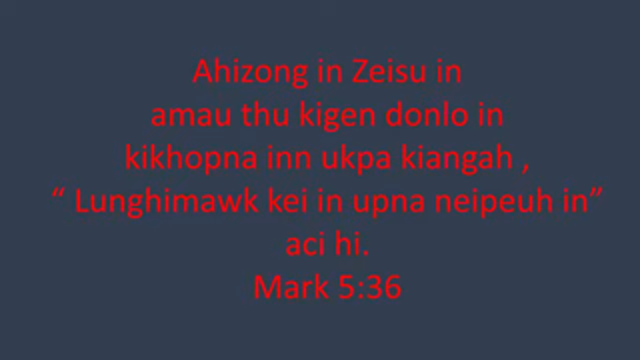 Ahizong in Zeisu in
amau thu kigen donlo in
kikhopna inn ukpa kiangah ,
“ Lunghimawk kei in upna neipeuh in”
aci hi.
Mark 5:36